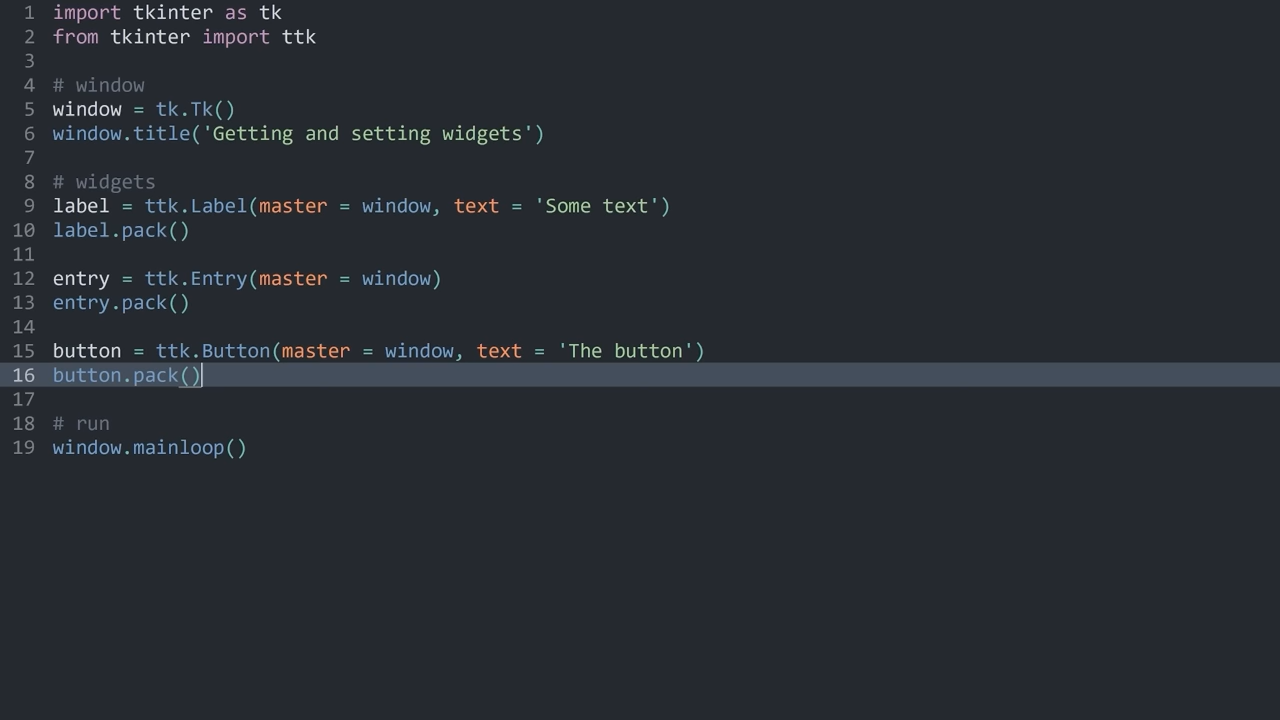 1 import tkinter as tk
2 from tkinter import ttk
3
4 # window
5 window = tk.Tk()
6 window.title('Getting and setting widgets')
7
8 # widgets
9 label = ttk.Label(master = window, text = 'Some text')
10 label.pack()
11
12 entry = ttk.Entry(master = window)
13 entry.pack()
14
15 button = ttk.Button(master = window, text = 'The button')
16 button.pack()
17
18 # run
19 window.mainloop()